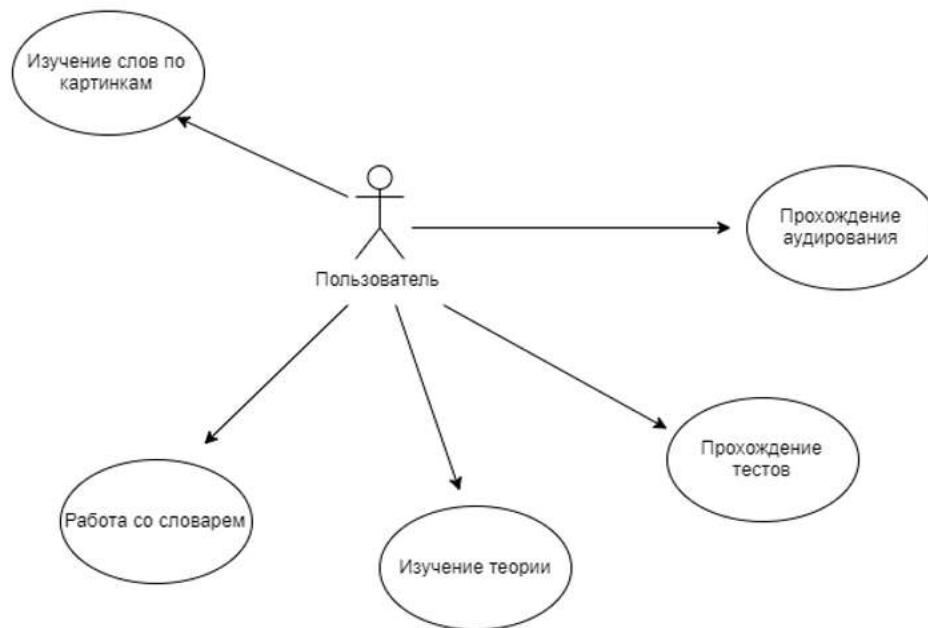 Изучение слов по
картинкам
Прохождение
аудирования
Пользователь
Прохождение
тестов
Работа со словарем
Изучение теории